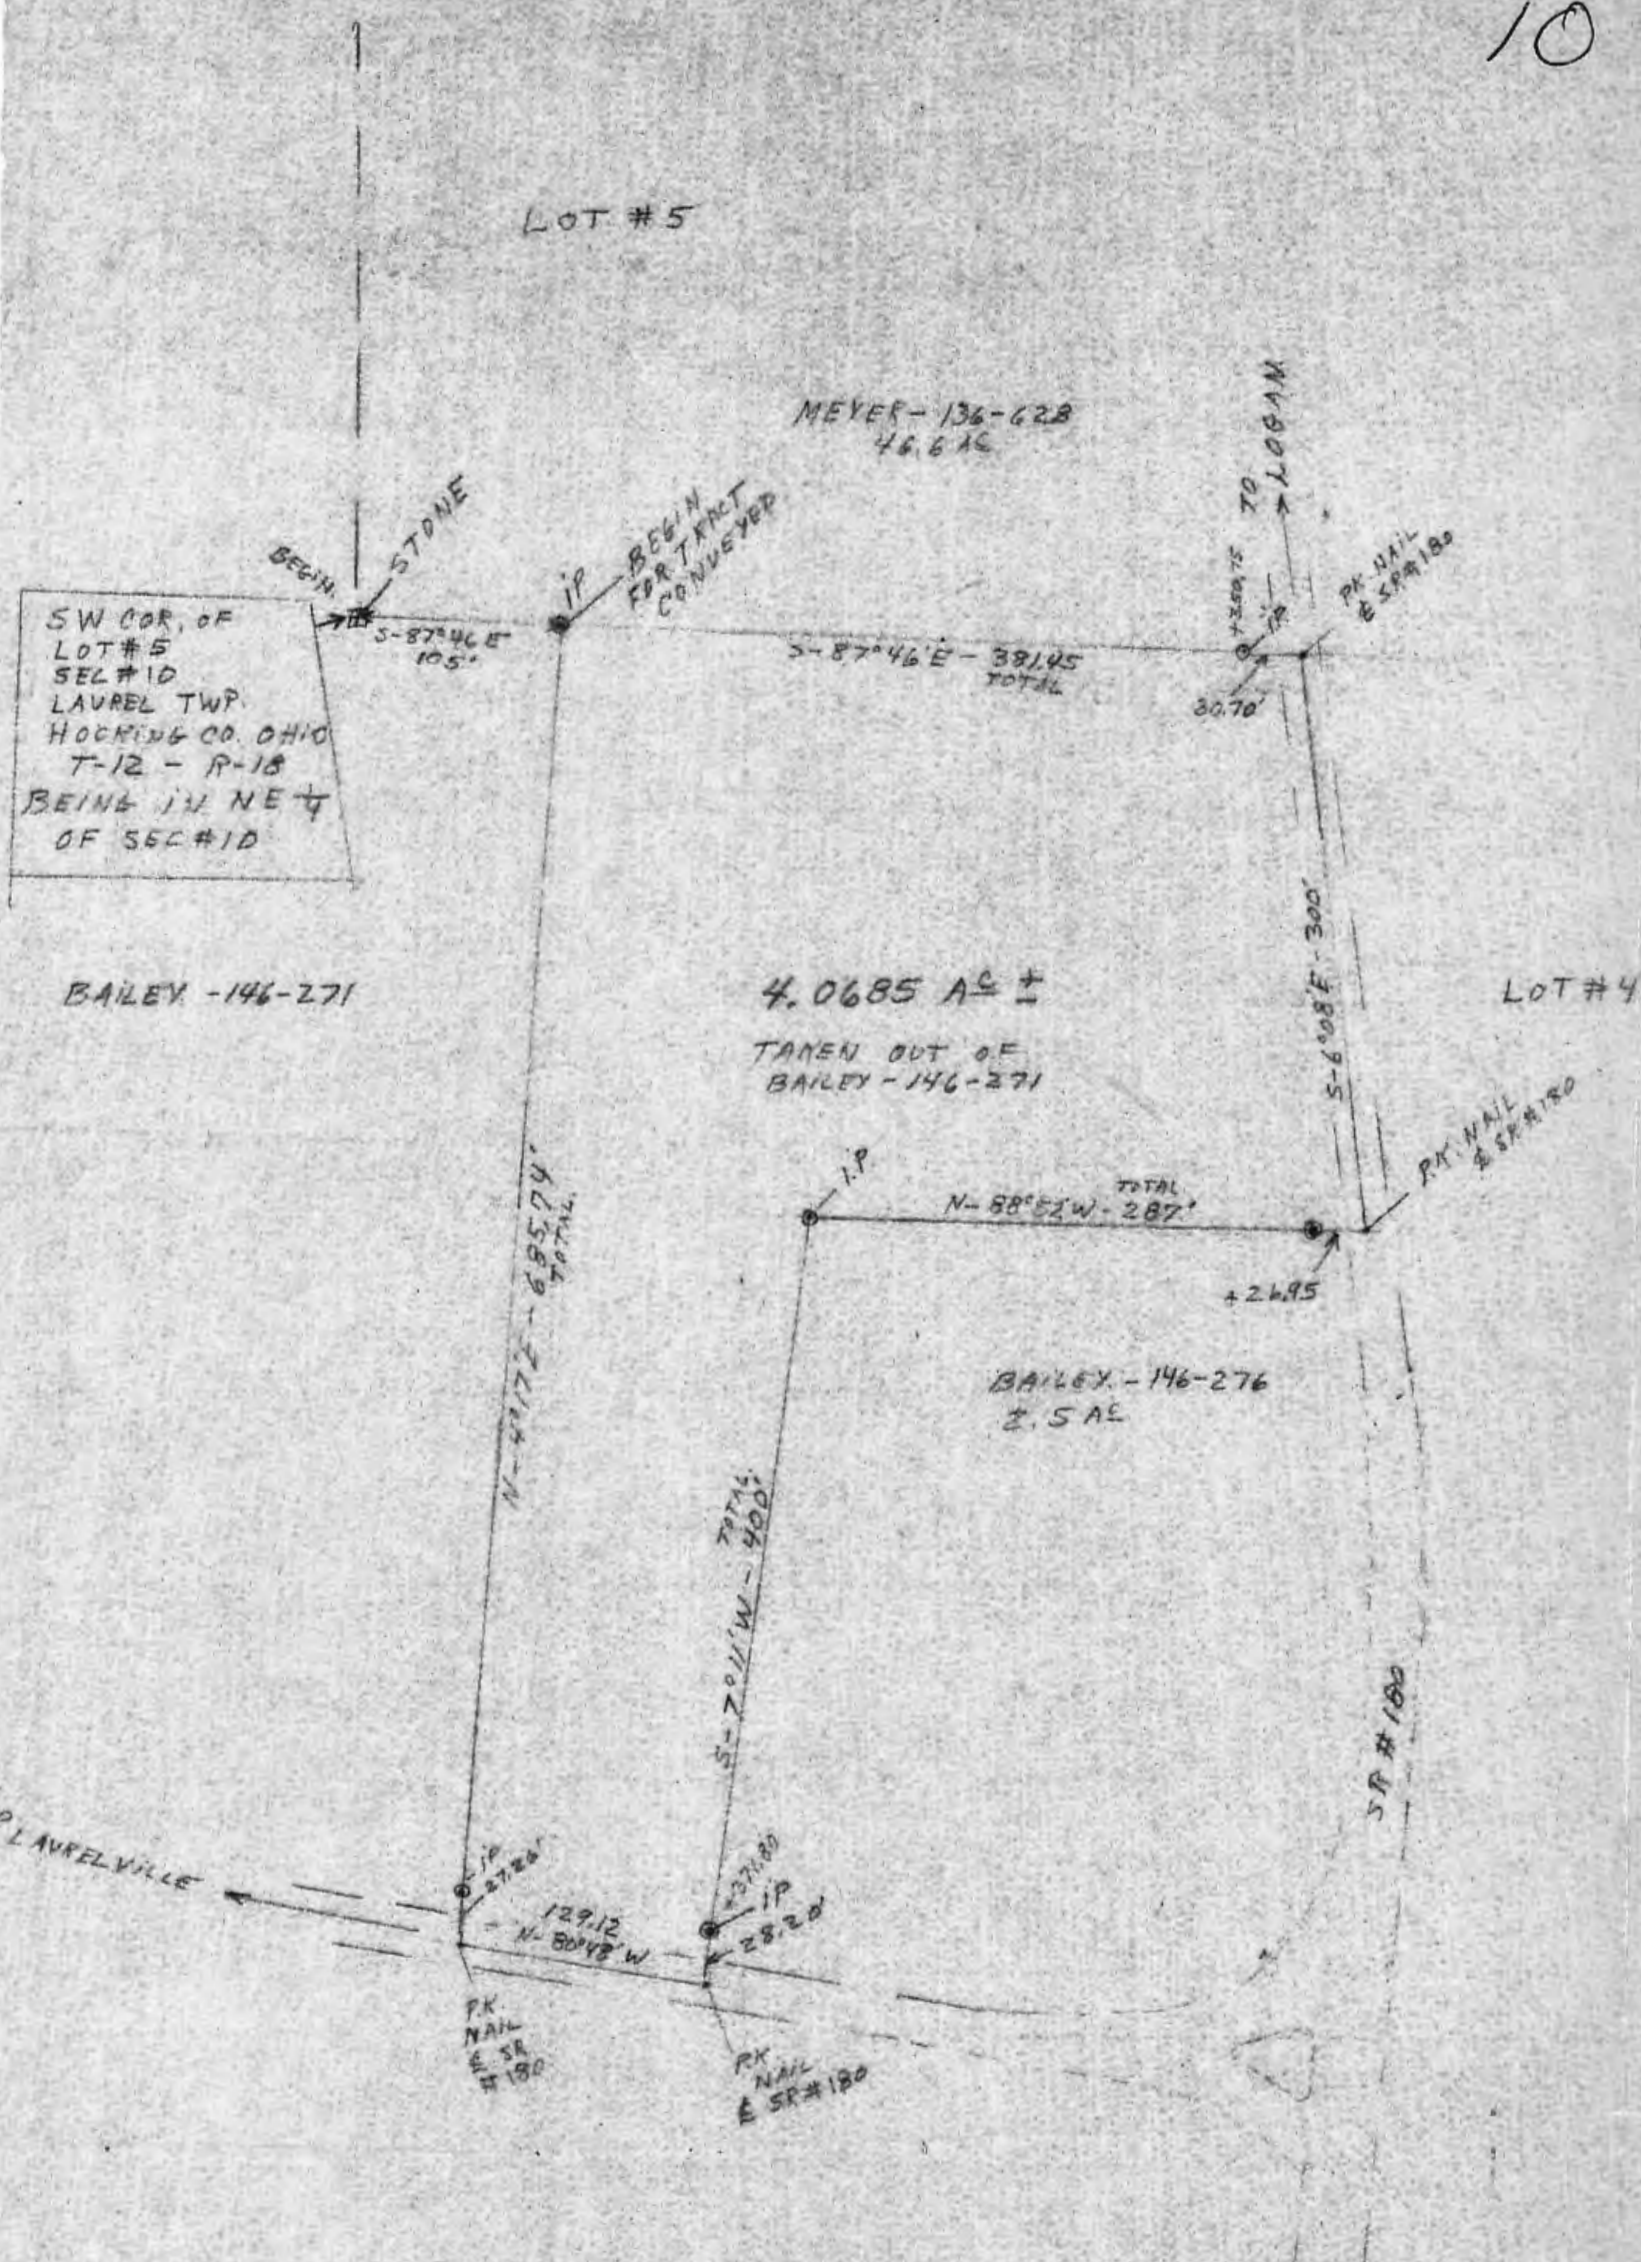 10
LOT #5
MEYER - 136-628
46.6 AC
TO
LOGAN
STONE
BEGIN
BEGIN
FOR TRACT
CONVEYED
IP
+350.75
IP
PK NAIL
℄ SR# 180
SW COR. OF
LOT #5
SEC #10
LAUREL TWP.
HOCKING CO. OHIO
T-12 - R-18
BEING IN NE 1/4
OF SEC #10
S-87°46'E
105'
S-87°46'E - 381.45
TOTAL
30.70'
S-6°08'E - 300'
BAILEY - 146-271
4.0685 AC ±
TAKEN OUT OF
BAILEY - 146-271
LOT #4
N-4°17'E - 685.74'
TOTAL
I.P
TOTAL
N-88°52'W - 287'
P.K. NAIL
℄ SR# 180
+26.95
BAILEY - 146-276
2.5 AC
TOTAL
S-7°11'W - 400'
SR # 180
LAURELVILLE
IP
27.26'
+371.80
IP
28.20'
129.12
N-80°48'W
P.K.
NAIL
℄ SR
#180
PK
NAIL
℄ SR# 180